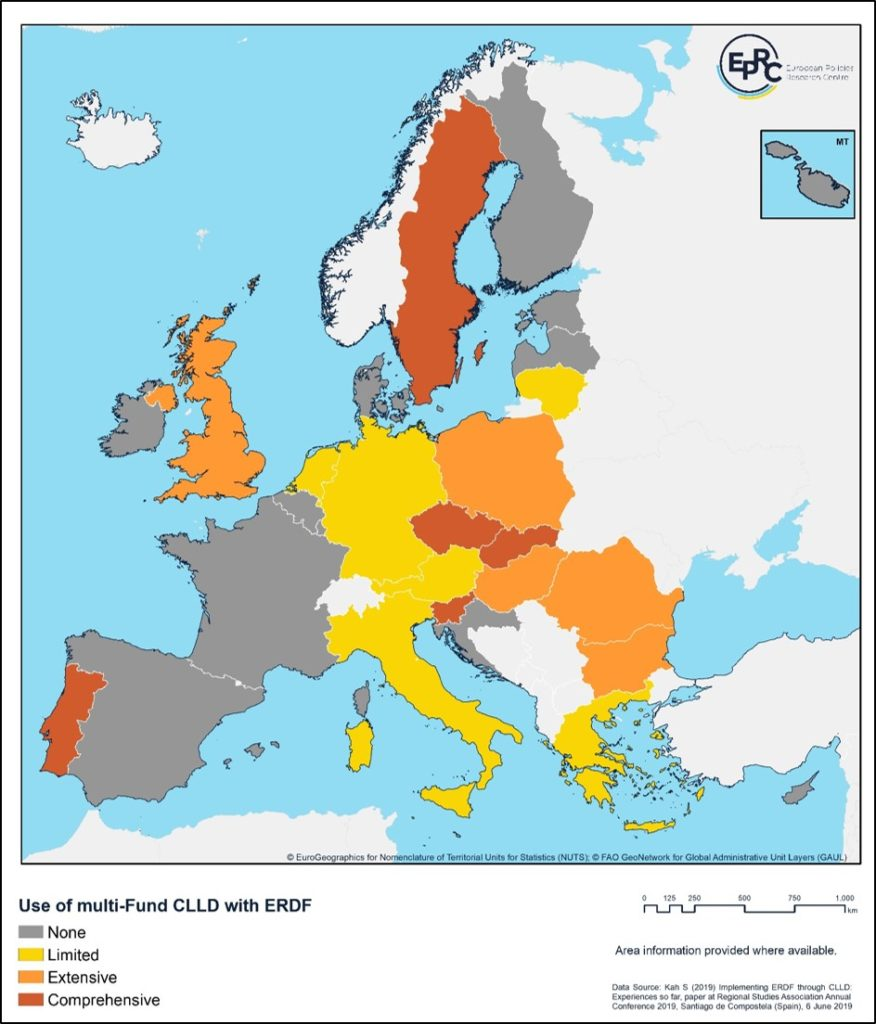 EPRC
European Policies
Research Centre
MT
© EuroGeographics for Nomenclature of Territorial Units for Statistics (NUTS); © FAO GeoNetwork for Global Administrative Unit Layers (GAUL)
Use of multi-Fund CLLD with ERDF
None
Limited
Extensive
Comprehensive
0 125 250 500 750 1,000
km
Area information provided where available.
Data Source: Kah S (2019) Implementing ERDF through CLLD:
Experiences so far, paper at Regional Studies Association Annual
Conference 2019, Santiago de Compostela (Spain), 6 June 2019